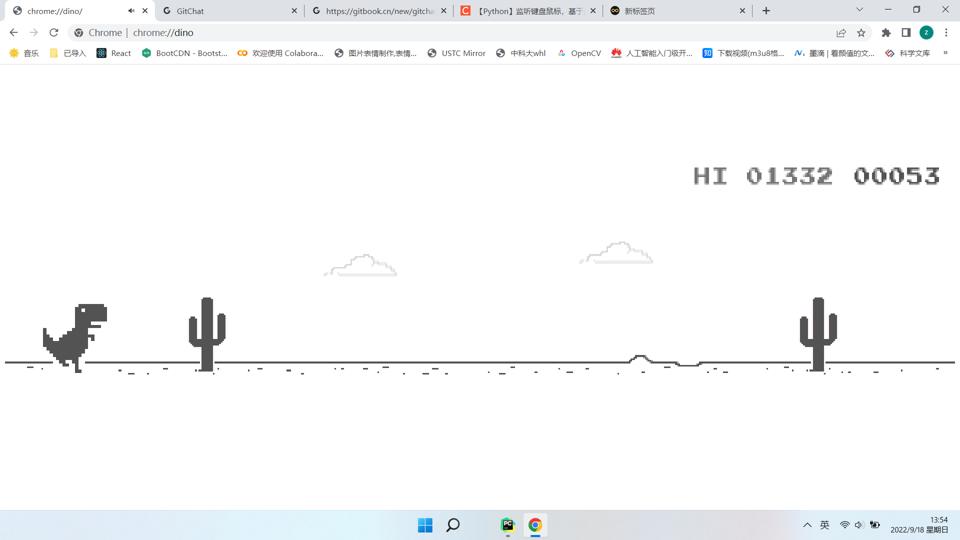 chrome://dino/
GitChat
https://gitbook.cn/new/gitcha
【Python】监听键盘鼠标，基于
新标签页
Chrome | chrome://dino
音乐
已导入
React
BootCDN - Bootst...
欢迎使用 Colabora...
图片表情制作,表情...
USTC Mirror
中科大whl
OpenCV
人工智能入门极开...
下载视频(m3u8格...
墨滴 | 看颜值的文...
科学文库
»
HI 01332 00053
英
13:54
2022/9/18 星期日